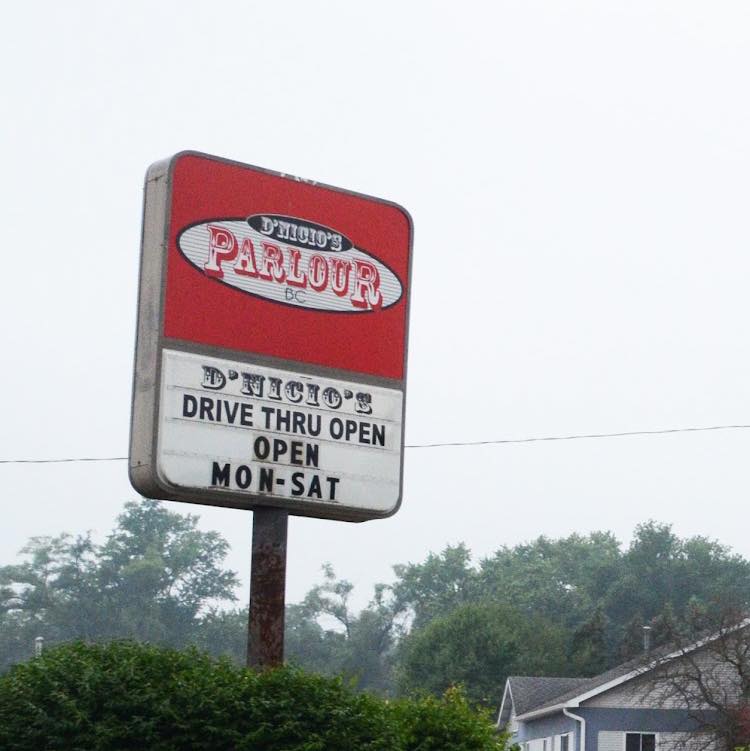 D'NICIO'S
PARLOUR
BC
D'NICIO'S
DRIVE THRU OPEN
OPEN
MON-SAT